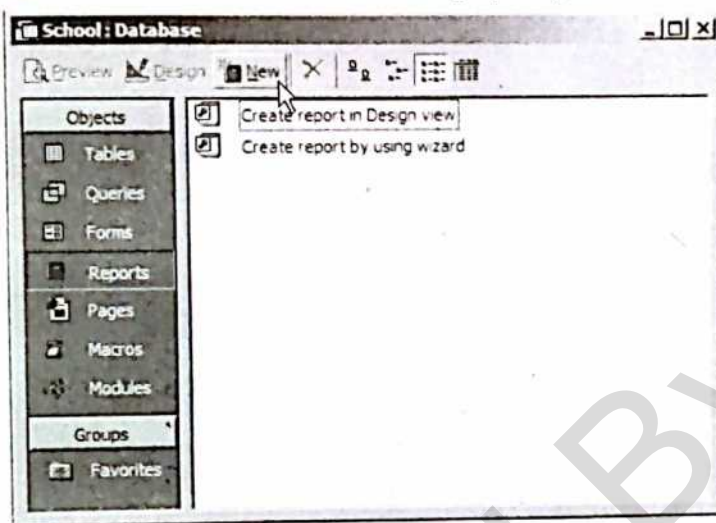 School : Database
Preview Design New
Objects
Tables
Queries
Forms
Reports
Pages
Macros
Modules
Groups
Favorites
Create report in Design view
Create report by using wizard
By